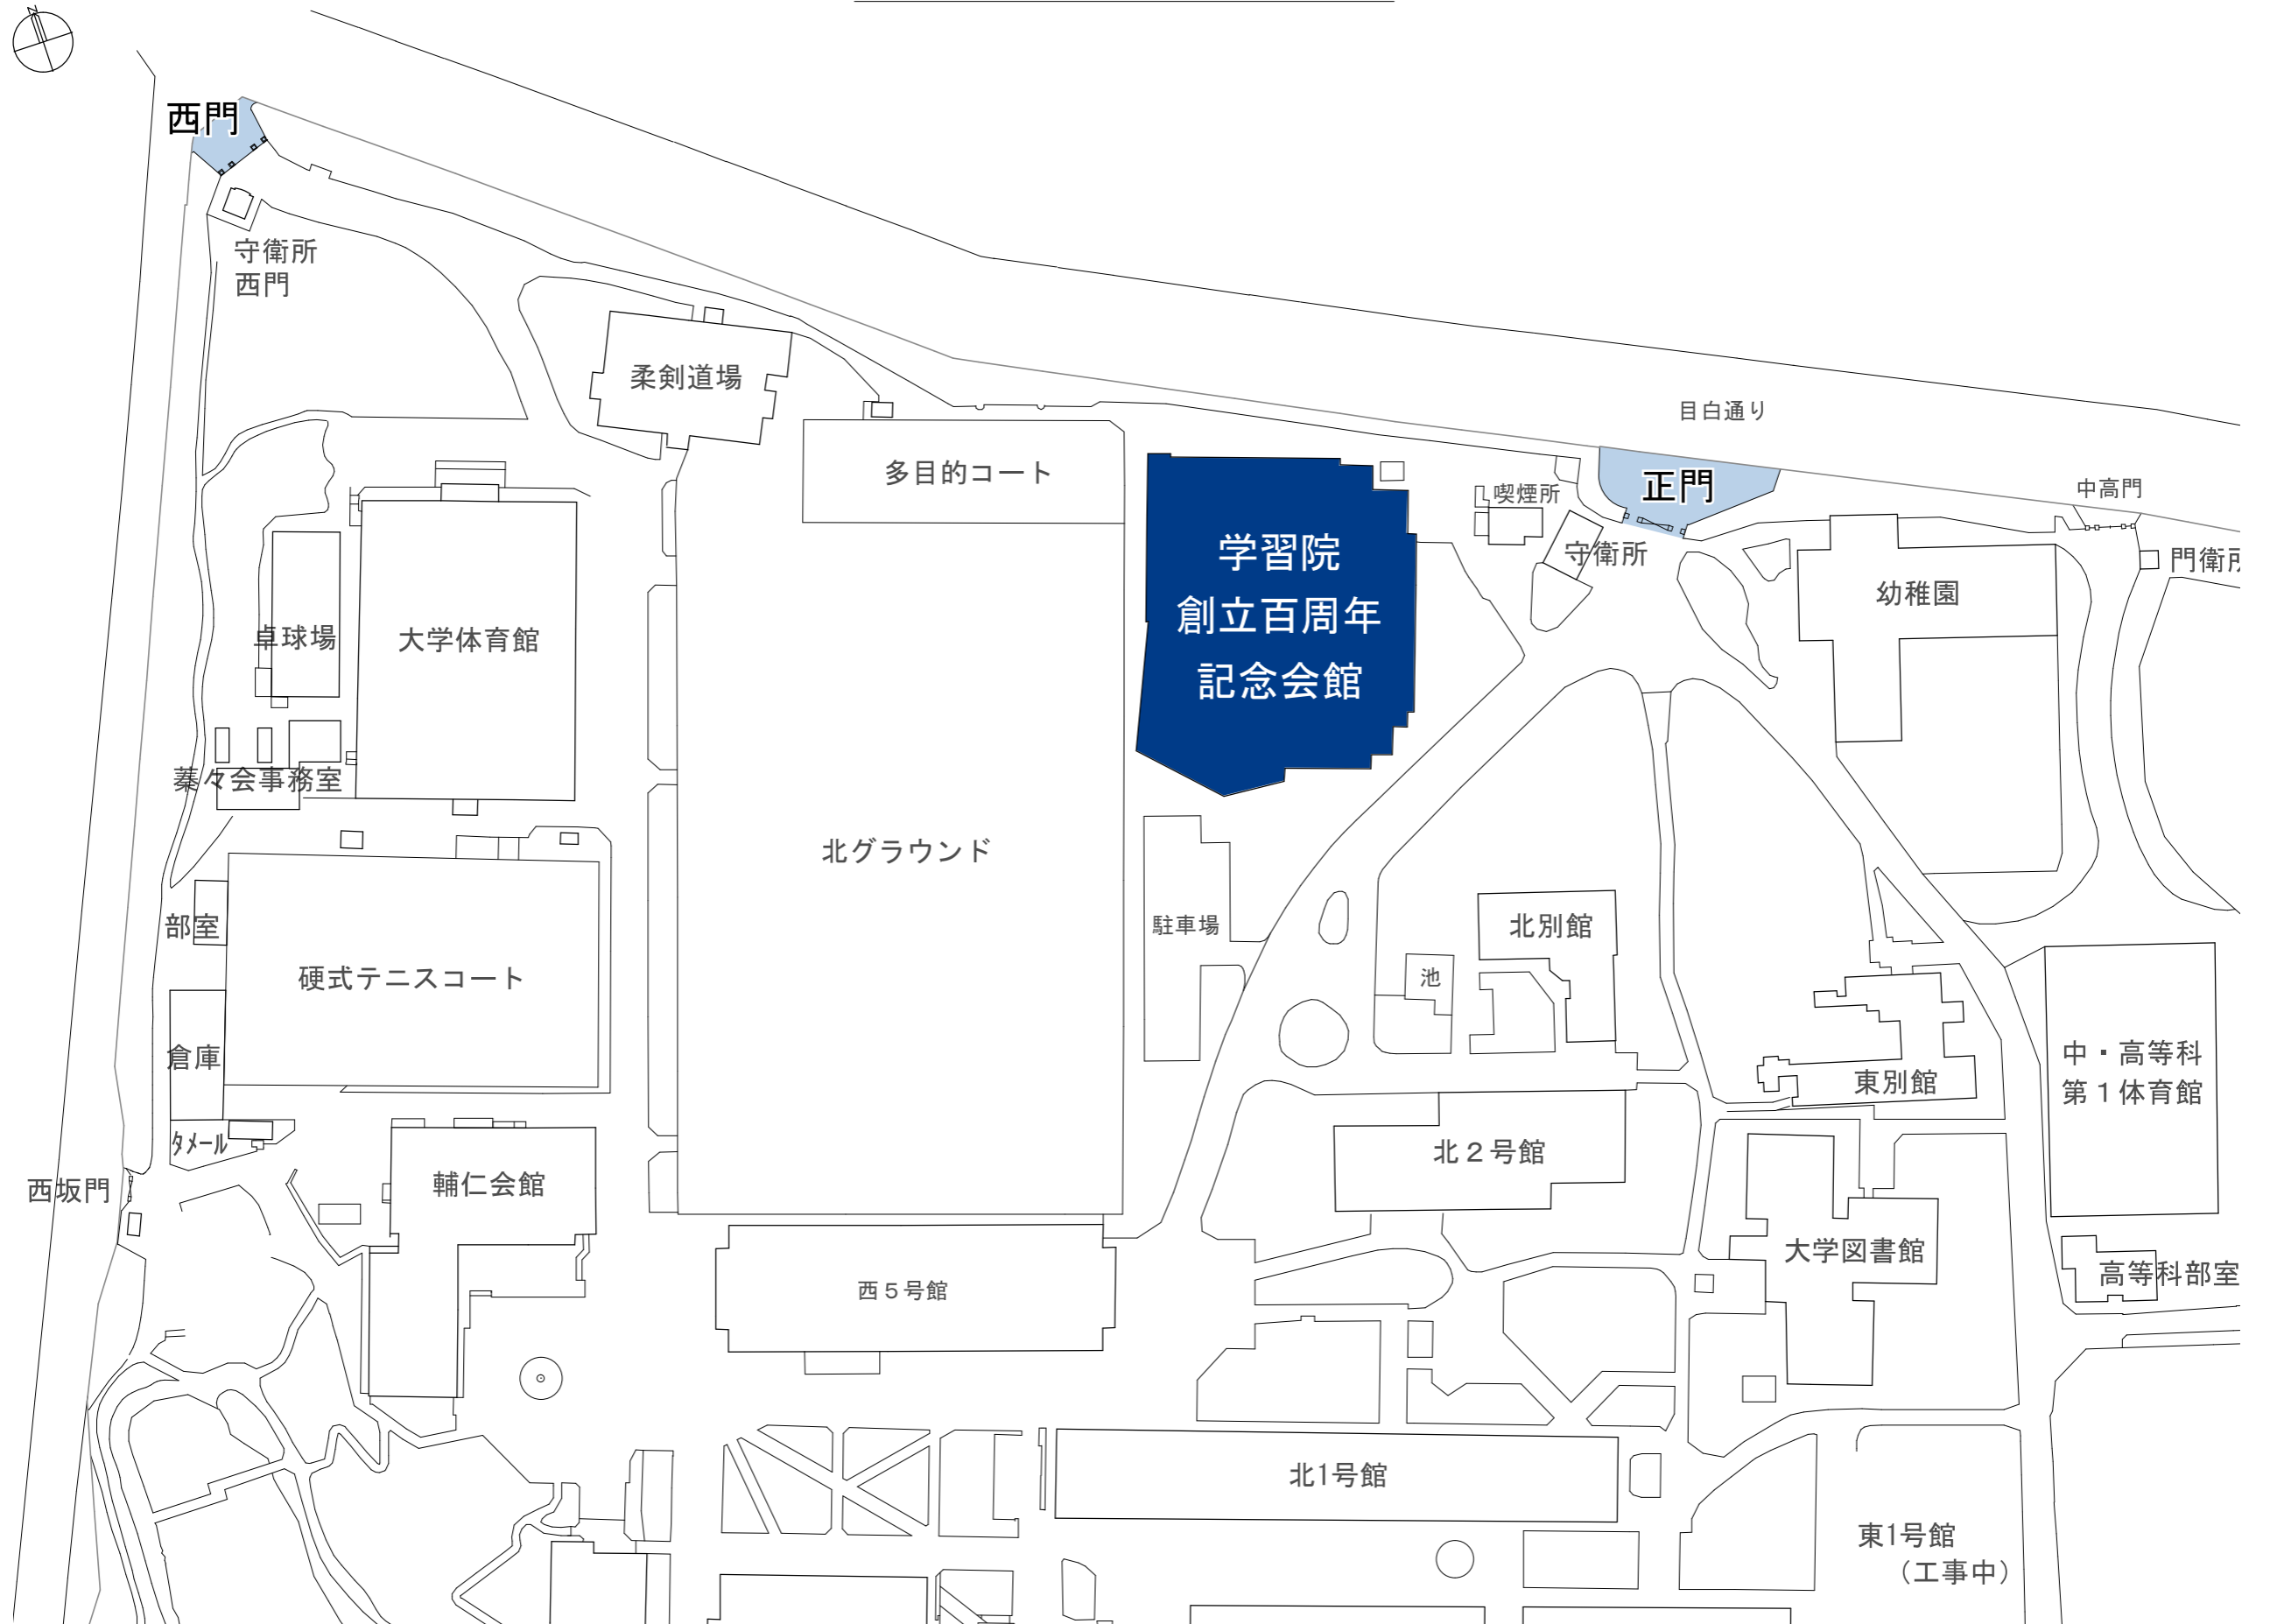 西門
守衛所
西門
柔剣道場
目白通り
多目的コート
正門
喫煙所
中高門
守衛所
門衛所
学習院
創立百周年
記念会館
幼稚園
卓球場
大学体育館
蓁々会事務室
北グラウンド
部室
駐車場
北別館
硬式テニスコート
池
倉庫
中・高等科
第1体育館
東別館
タメール
北2号館
西坂門
輔仁会館
大学図書館
高等科部室
西5号館
北1号館
東1号館
(工事中)